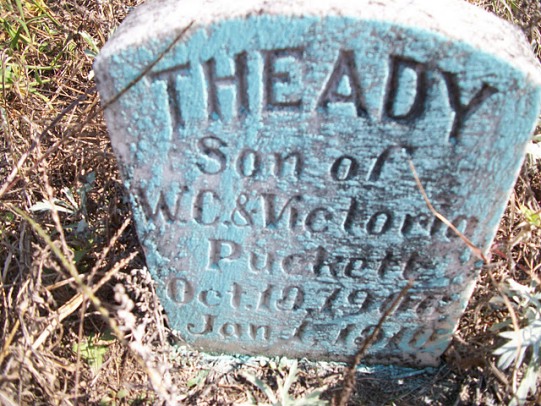 THEADY
Son of
W.C.& Victoria
Puckett
Oct.19,
Jan.1,